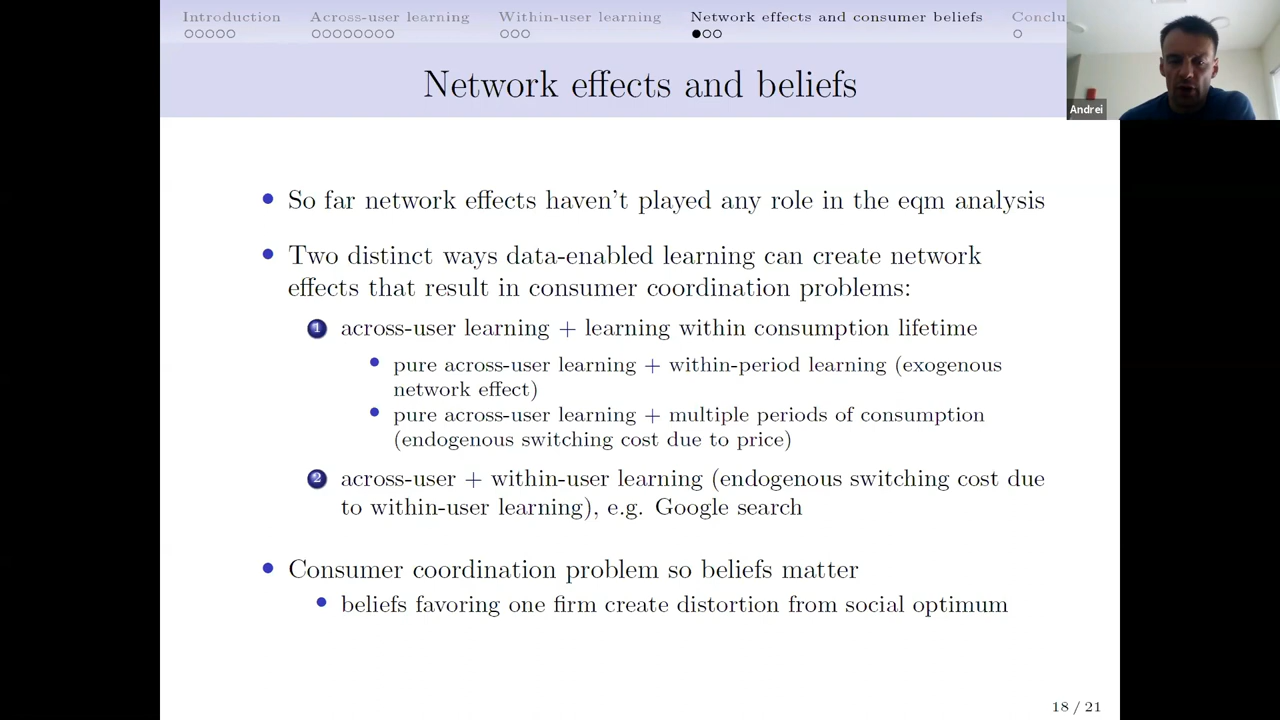 Introduction Across-user learning Within-user learning Network effects and consumer beliefs Conclu
Andrei
Network effects and beliefs
• So far network effects haven't played any role in the eqm analysis
• Two distinct ways data-enabled learning can create network
effects that result in consumer coordination problems:
1 across-user learning + learning within consumption lifetime
• pure across-user learning + within-period learning (exogenous
network effect)
• pure across-user learning + multiple periods of consumption
(endogenous switching cost due to price)
2 across-user + within-user learning (endogenous switching cost due
to within-user learning), e.g. Google search
• Consumer coordination problem so beliefs matter
• beliefs favoring one firm create distortion from social optimum
18 / 21